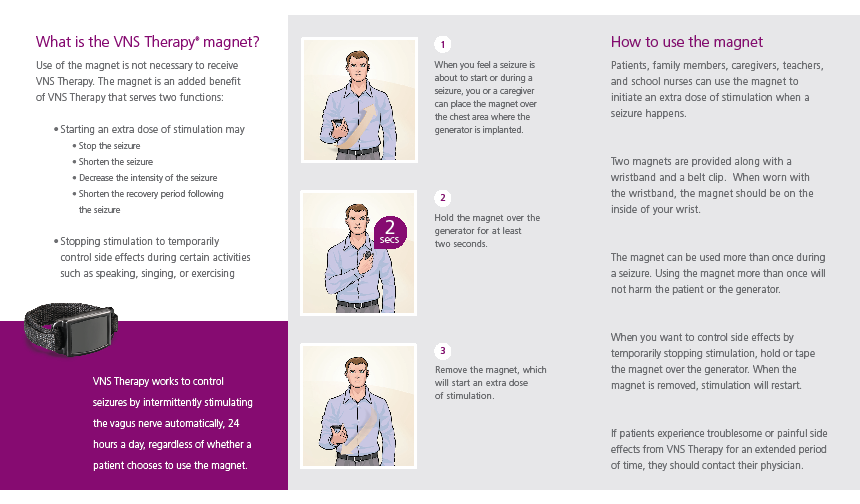 What is the VNS Therapy® magnet?
Use of the magnet is not necessary to receive
VNS Therapy. The magnet is an added benefit
of VNS Therapy that serves two functions:
• Starting an extra dose of stimulation may
• Stop the seizure
• Shorten the seizure
• Decrease the intensity of the seizure
• Shorten the recovery period following
the seizure
• Stopping stimulation to temporarily
control side effects during certain activities
such as speaking, singing, or exercising
VNS Therapy works to control
seizures by intermittently stimulating
the vagus nerve automatically, 24
hours a day, regardless of whether a
patient chooses to use the magnet.
1
When you feel a seizure is
about to start or during a
seizure, you or a caregiver
can place the magnet over
the chest area where the
generator is implanted.
2
secs
2
Hold the magnet over the
generator for at least
two seconds.
3
Remove the magnet, which
will start an extra dose
of stimulation.
How to use the magnet
Patients, family members, caregivers, teachers,
and school nurses can use the magnet to
initiate an extra dose of stimulation when a
seizure happens.
Two magnets are provided along with a
wristband and a belt clip. When worn with
the wristband, the magnet should be on the
inside of your wrist.
The magnet can be used more than once during
a seizure. Using the magnet more than once will
not harm the patient or the generator.
When you want to control side effects by
temporarily stopping stimulation, hold or tape
the magnet over the generator. When the
magnet is removed, stimulation will restart.
If patients experience troublesome or painful side
effects from VNS Therapy for an extended period
of time, they should contact their physician.